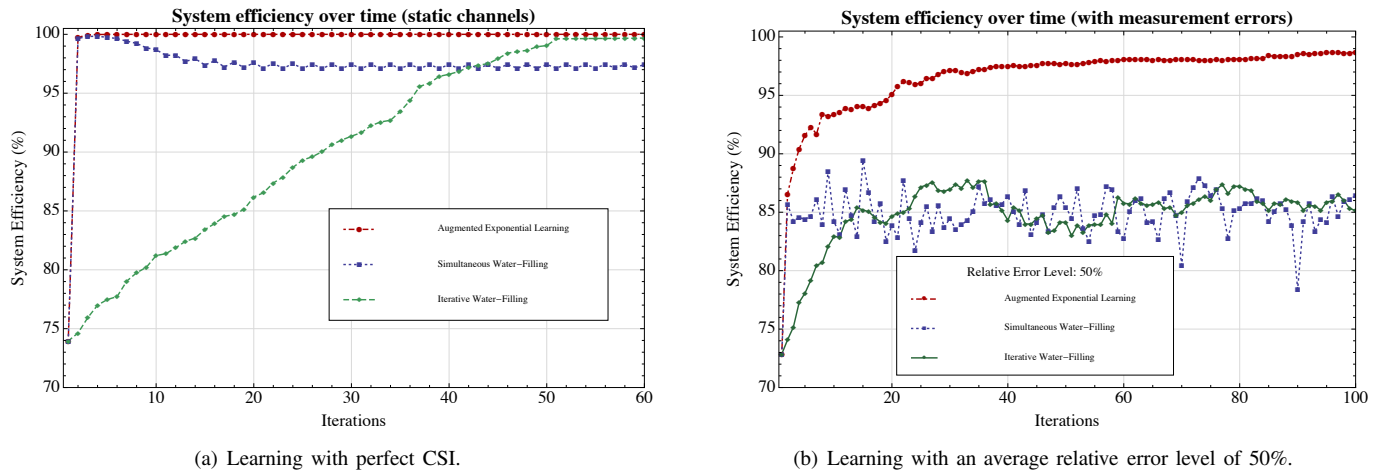 System efficiency over time (static channels)
100
95
90
85
80
75
70
System Efficiency (%)
10
20
30
40
50
60
Iterations
Augmented Exponential Learning
Simultaneous Water-Filling
Iterative Water-Filling
(a) Learning with perfect CSI.
System efficiency over time (with measurement errors)
100
95
90
85
80
75
70
System Efficiency (%)
20
40
60
80
100
Iterations
Relative Error Level: 50%
Augmented Exponential Learning
Simultaneous Water-Filling
Iterative Water-Filling
(b) Learning with an average relative error level of 50%.